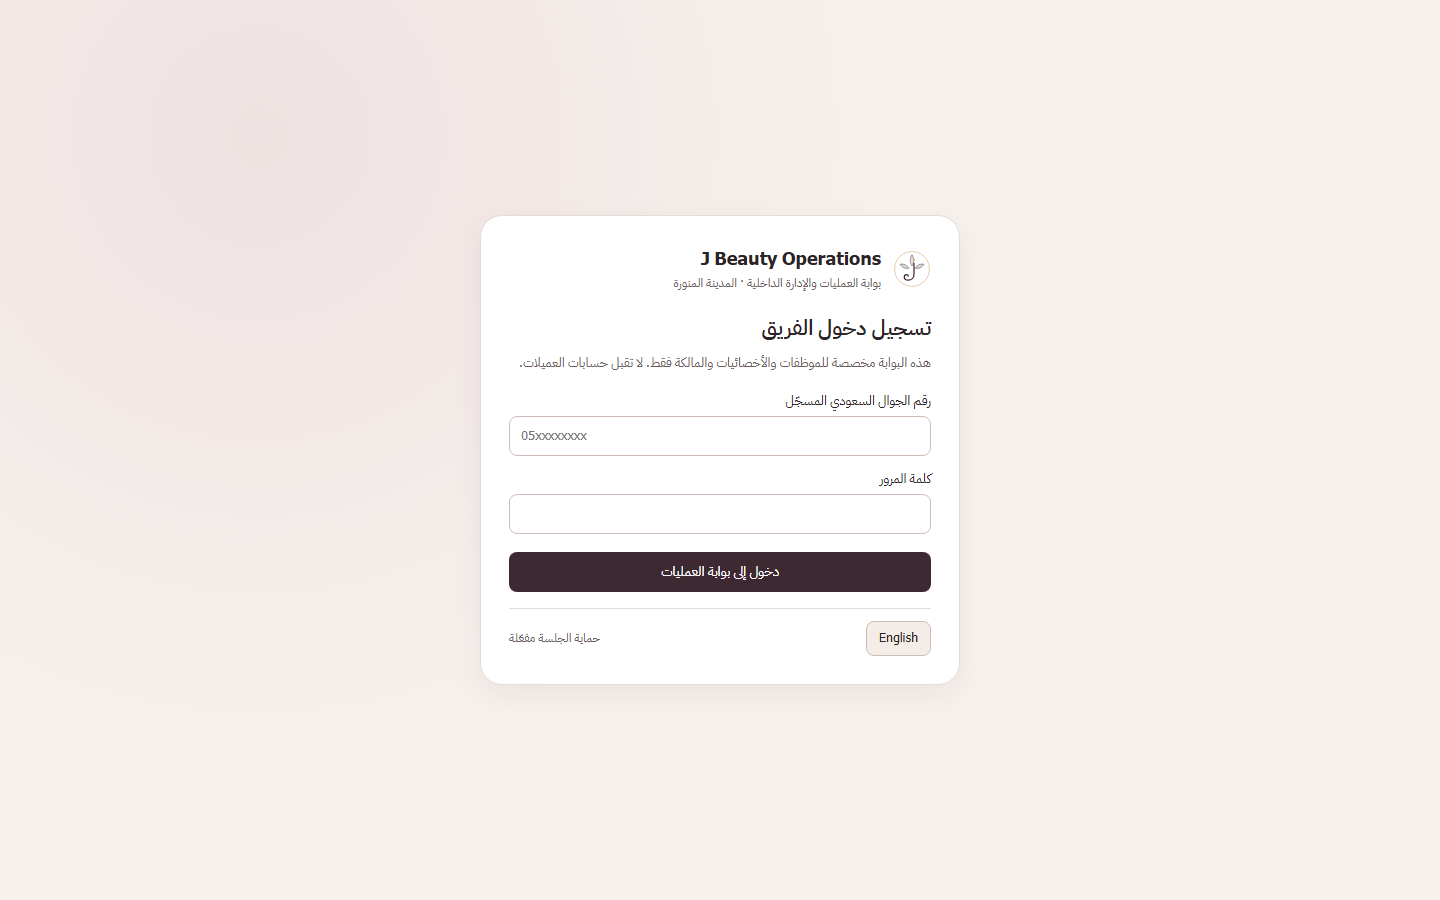 J Beauty Operations
بوابة العمليات والإدارة الداخلية · المدينة المنورة
تسجيل دخول الفريق
هذه البوابة مخصصة للموظفات والأخصائيات والمالكة فقط. لا تقبل حسابات العميلات.
رقم الجوال السعودي المسجّل
05xxxxxxxx
كلمة المرور
دخول إلى بوابة العمليات
English
حماية الجلسة مفعّلة